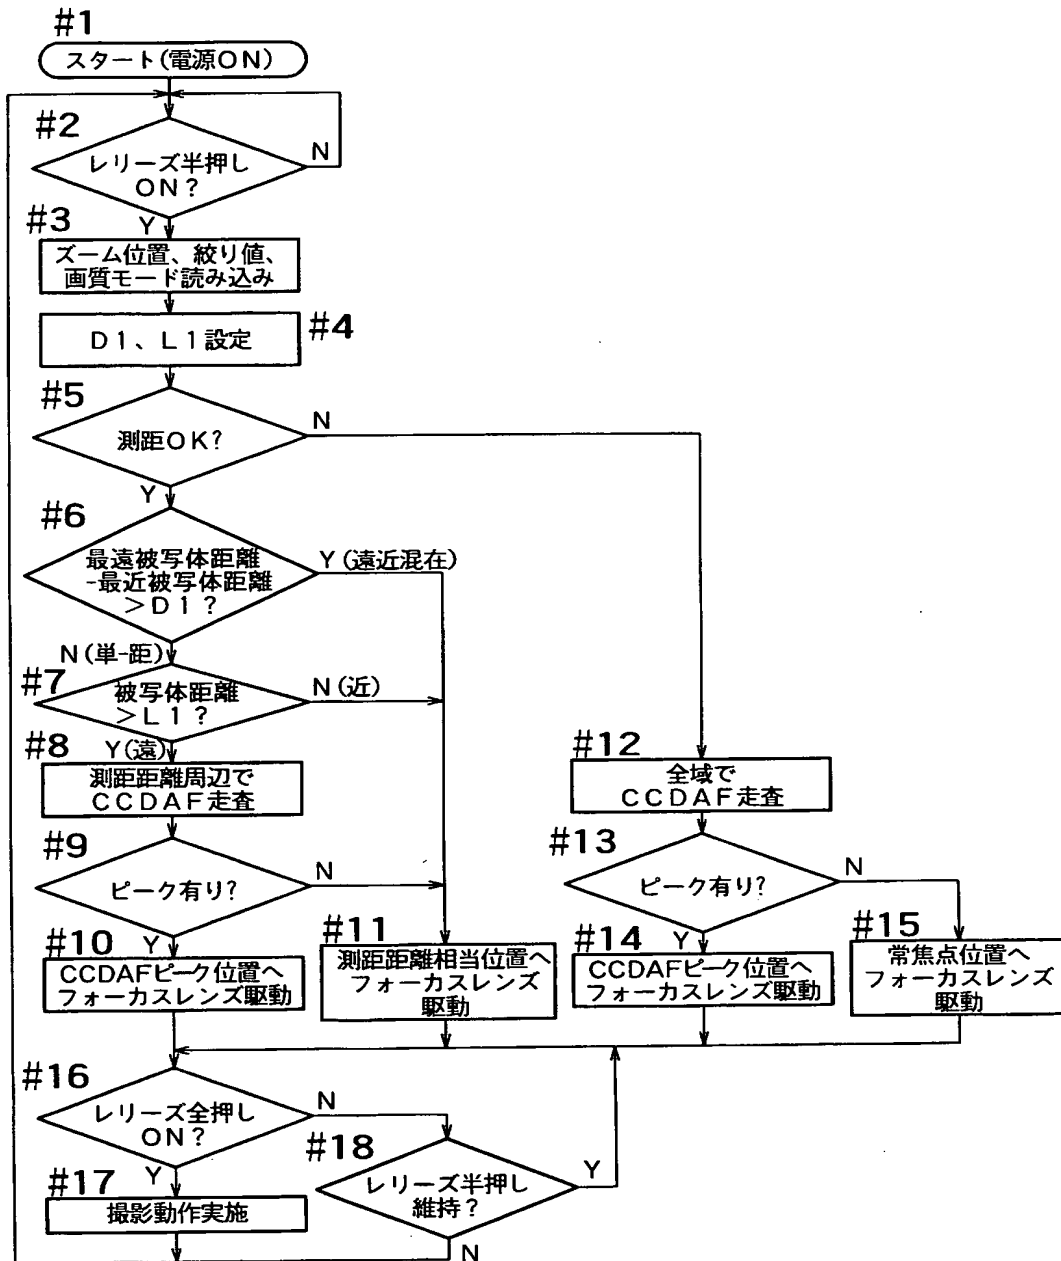 #1
スタート(電源ON)
#2
レリーズ半押し
ON?
N
Y
#3
ズーム位置、絞り値、
画質モード読み込み
#4
D1、L1設定
#5
測距OK?
N
Y
#6
最遠被写体距離
-最近被写体距離
>D1?
Y(遠近混在)
N(単-距)
#7
被写体距離
>L1?
N(近)
Y(遠)
#8
測距距離周辺で
CCDAF走査
#9
ピーク有り?
N
Y
#10
CCDAFピーク位置へ
フォーカスレンズ駆動
#11
測距距離相当位置へ
フォーカスレンズ
駆動
#12
全域で
CCDAF走査
#13
ピーク有り?
N
Y
#14
CCDAFピーク位置へ
フォーカスレンズ駆動
#15
常焦点位置へ
フォーカスレンズ
駆動
#16
レリーズ全押し
ON?
N
Y
#17
撮影動作実施
#18
レリーズ半押し
維持?
Y
N